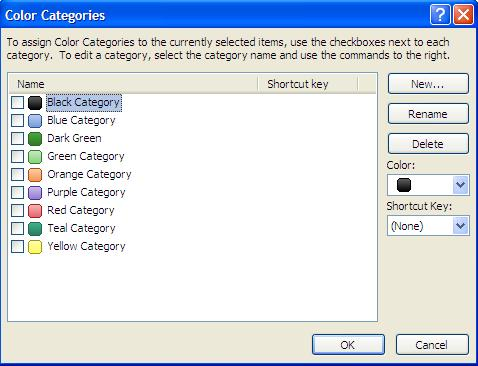 Color Categories
To assign Color Categories to the currently selected items, use the checkboxes next to each
category. To edit a category, select the category name and use the commands to the right.
Name Shortcut key
New...
Black Category
Rename
Blue Category
Dark Green
Delete
Green Category
Color:
Orange Category
Purple Category
Shortcut Key:
Red Category
(None)
Teal Category
Yellow Category
OK Cancel